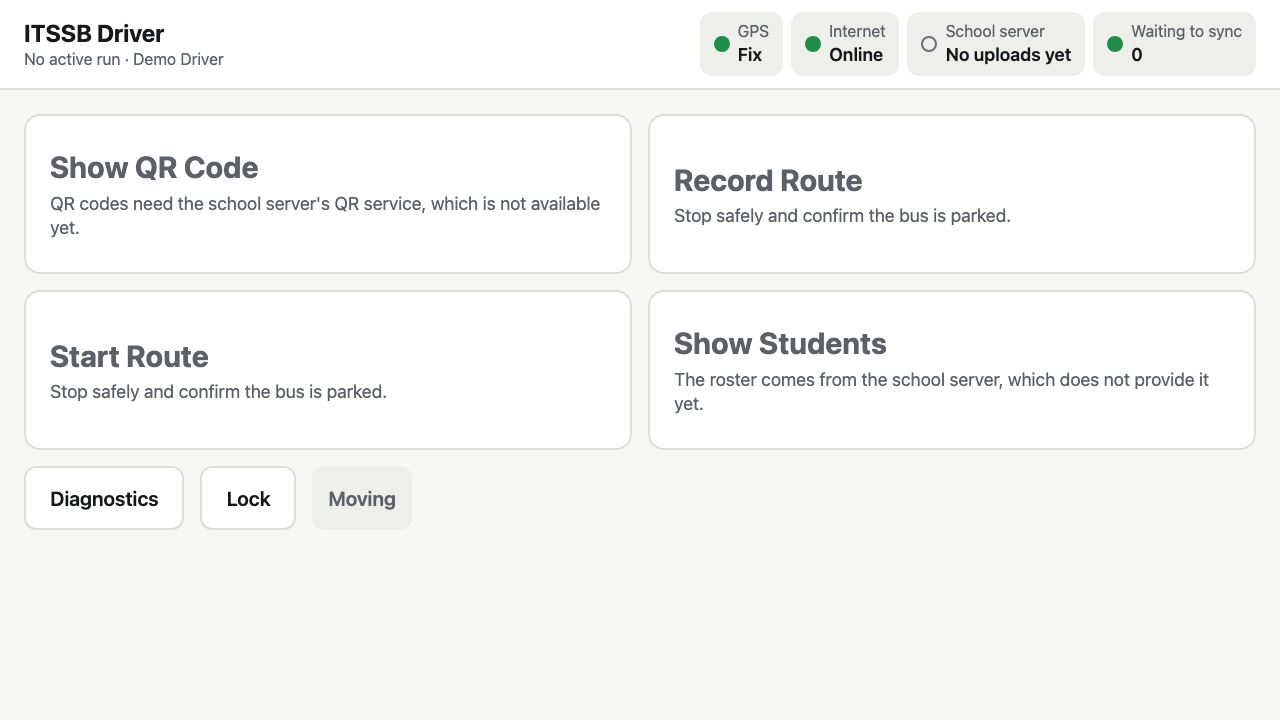 ITSSB Driver
No active run · Demo Driver
GPS
Fix
Internet
Online
School server
No uploads yet
Waiting to sync
0
Show QR Code
QR codes need the school server's QR service, which is not available
yet.
Record Route
Stop safely and confirm the bus is parked.
Start Route
Stop safely and confirm the bus is parked.
Show Students
The roster comes from the school server, which does not provide it
yet.
Diagnostics
Lock
Moving